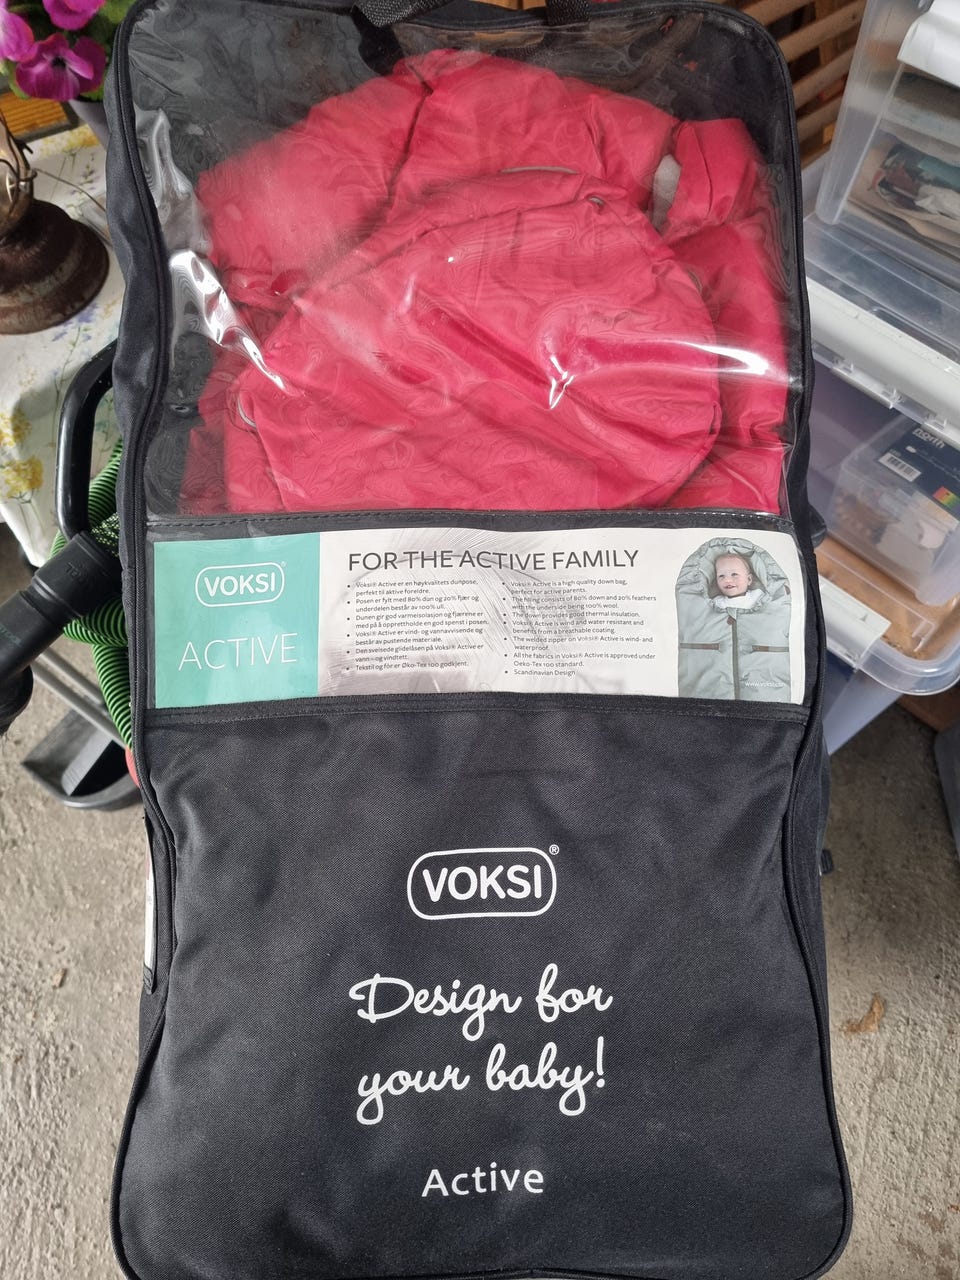 VOKSI®
ACTIVE
FOR THE ACTIVE FAMILY
• Voksi® Active er en høykvalitets dunpose,
perfekt til aktive foreldre.
• Posen er fylt med 80% dun og 20% fjær og
underdelen består av 100% ull.
• Dunen gir god varmeisolasjon og fjærene er
med på å opprettholde en god spenst i posen.
• Voksi® Active er vind- og vannavvisende og
består av pustende materiale.
• Den sveisede glidelåsen på Voksi® Active er
vann- og vindtett.
• Tekstil og fôr er Øko-Tex 100 godkjent.
• Voksi® Active is a high quality down bag,
perfect for active parents.
• The filling consists of 80% down and 20% feathers
with the underside being 100% wool.
• The down provides good thermal insulation.
• Voksi® Active is wind and water resistant and
benefits from a breathable coating.
• The welded zipper on Voksi® Active is wind- and
waterproof.
• All the fabrics in Voksi® Active is approved under
Oeko-Tex 100 standard.
• Scandinavian Design
north
VOKSI®
Design for
your baby!
Active